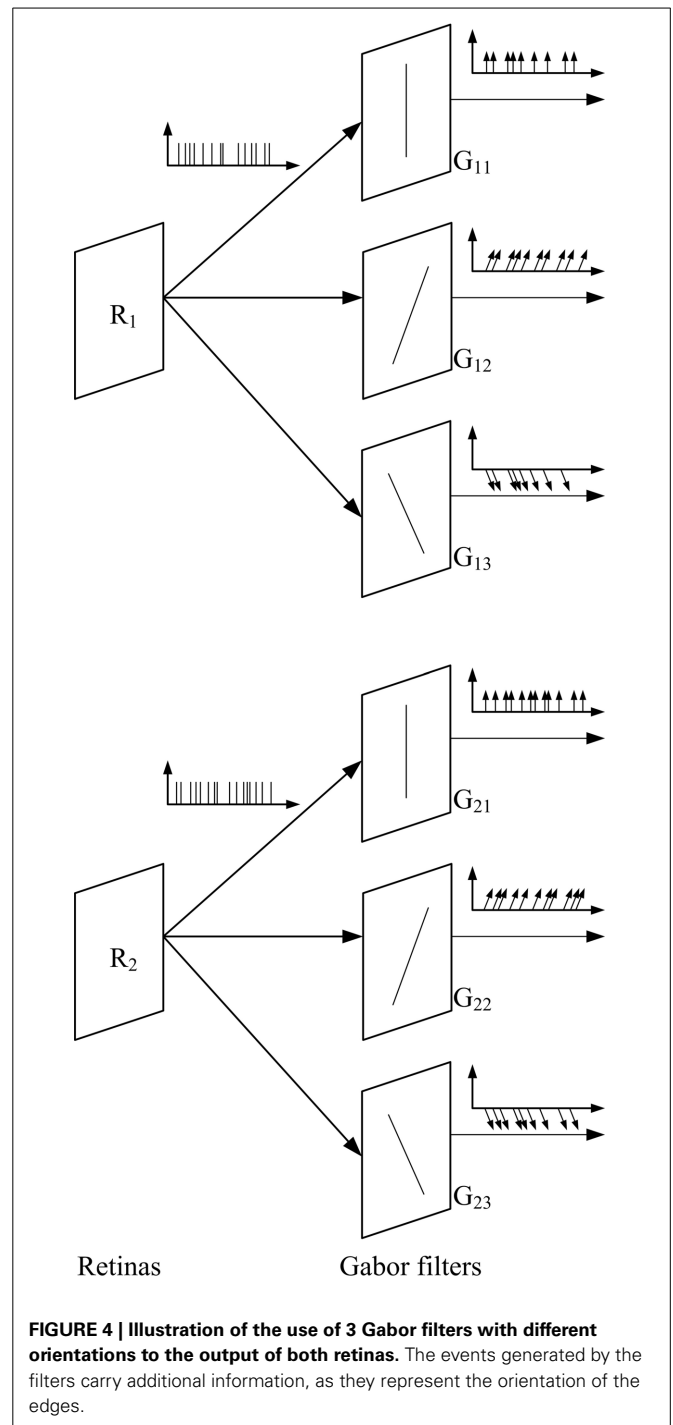 G₁₁
R₁
G₁₂
G₁₃
G₂₁
R₂
G₂₂
G₂₃
Retinas Gabor filters
FIGURE 4 | Illustration of the use of 3 Gabor filters with different
orientations to the output of both retinas. The events generated by the
filters carry additional information, as they represent the orientation of the
edges.